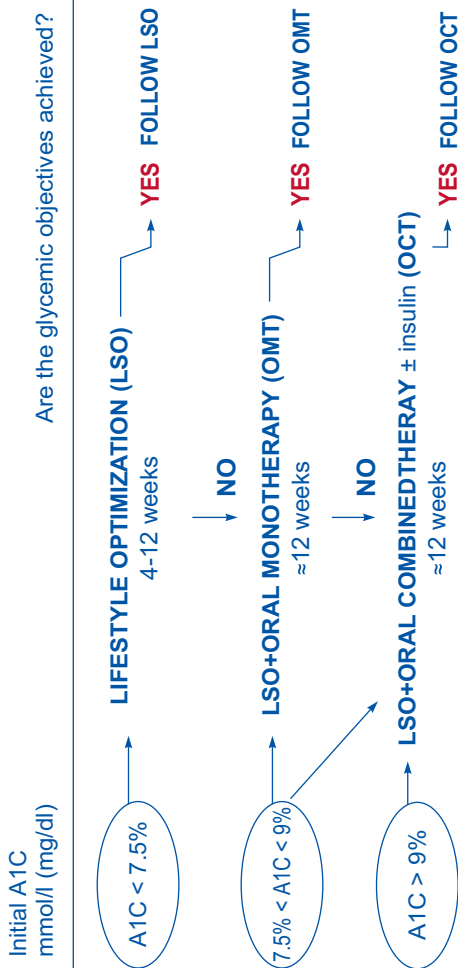 Initial A1C
mmol/l (mg/dl)
Are the glycemic objectives achieved?
A1C < 7.5%
LIFESTYLE OPTIMIZATION (LSO)
4-12 weeks
YES FOLLOW LSO
NO
7.5% < A1C < 9%
LSO+ORAL MONOTHERAPY (OMT)
≈12 weeks
YES FOLLOW OMT
NO
A1C > 9%
LSO+ORAL COMBINEDTHERAY ± insulin (OCT)
≈12 weeks
YES FOLLOW OCT